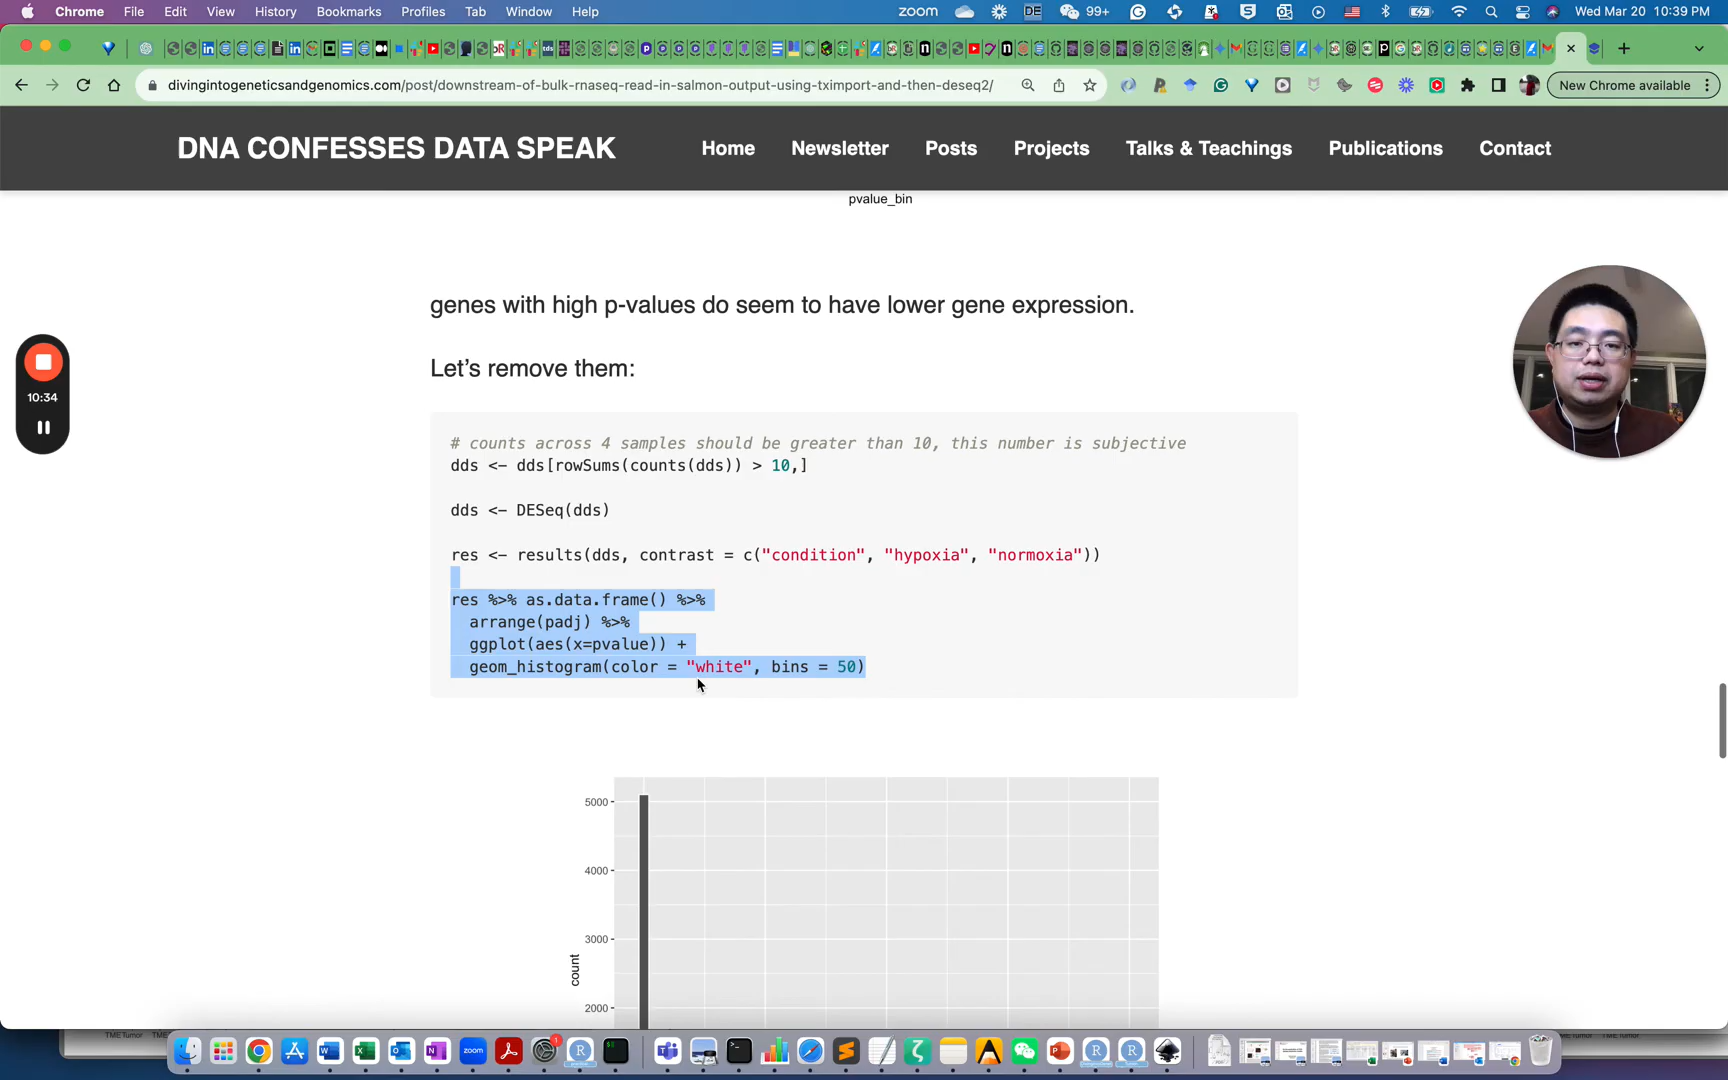 Chrome File Edit View History Bookmarks Profiles Tab Window Help
zoom DE 99+ Wed Mar 20 10:39 PM
divingintogeneticsandgenomics.com/post/downstream-of-bulk-rnaseq-read-in-salmon-output-using-tximport-and-then-deseq2/
New Chrome available
DNA CONFESSES DATA SPEAK
Home Newsletter Posts Projects Talks & Teachings Publications Contact
pvalue_bin
genes with high p-values do seem to have lower gene expression.
Let’s remove them:
10:34
# counts across 4 samples should be greater than 10, this number is subjective
dds <- dds[rowSums(counts(dds)) > 10,]
dds <- DESeq(dds)
res <- results(dds, contrast = c("condition", "hypoxia", "normoxia"))
res %>% as.data.frame() %>%
arrange(padj) %>%
ggplot(aes(x=pvalue)) +
geom_histogram(color = "white", bins = 50)
5000
4000
3000
count
2000
TMETumor
zoom